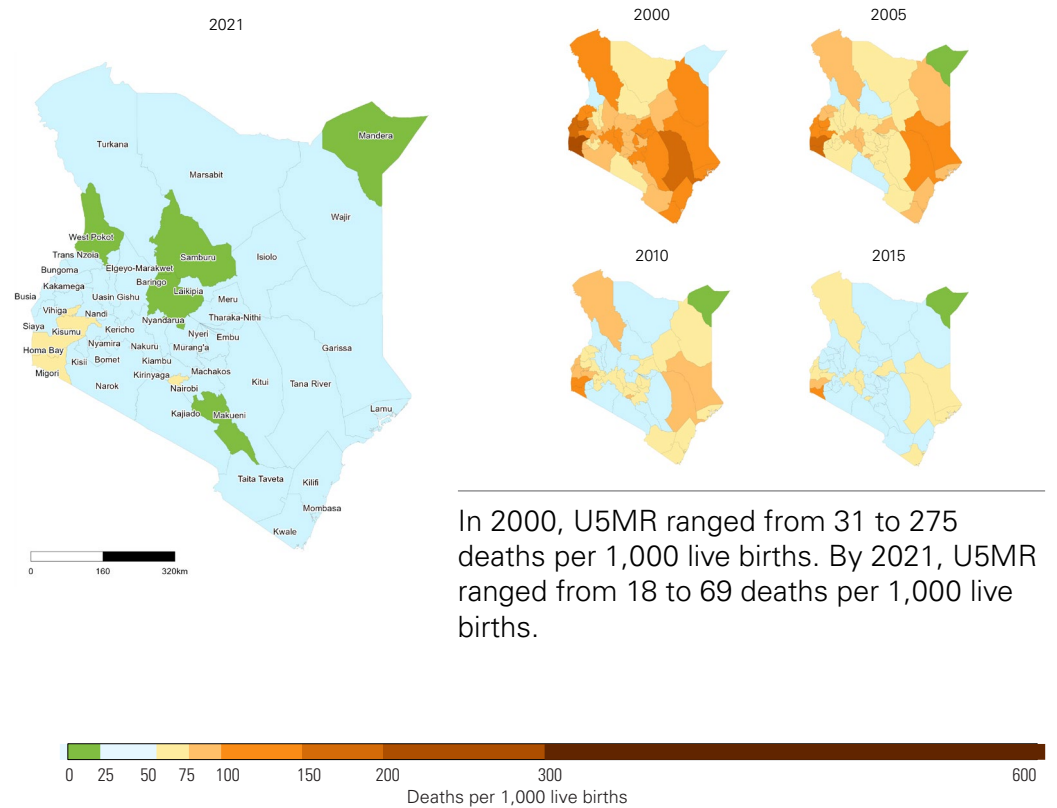 2021
2000
2005
Mandera
Turkana
Marsabit
Wajir
West Pokot
Samburu
Isiolo
Trans Nzoia
Elgeyo-Marakwet
Bungoma
Baringo
Kakamega
Laikipia
Meru
Busia
Uasin Gishu
Vihiga
Nandi
Nyandarua
Tharaka-Nithi
Siaya
Kisumu
Kericho
Nyeri
Embu
Homa Bay
Nyamira
Nakuru
Murang'a
Garissa
Kisii
Bomet
Kiambu
Migori
Kirinyaga
Machakos
Narok
Nairobi
Kitui
Tana River
Kajiado
Makueni
Lamu
Taita Taveta
Kilifi
Mombasa
Kwale
0 160 320km
2010
2015
In 2000, U5MR ranged from 31 to 275
deaths per 1,000 live births. By 2021, U5MR
ranged from 18 to 69 deaths per 1,000 live
births.
0 25 50 75 100 150 200 300 600
Deaths per 1,000 live births